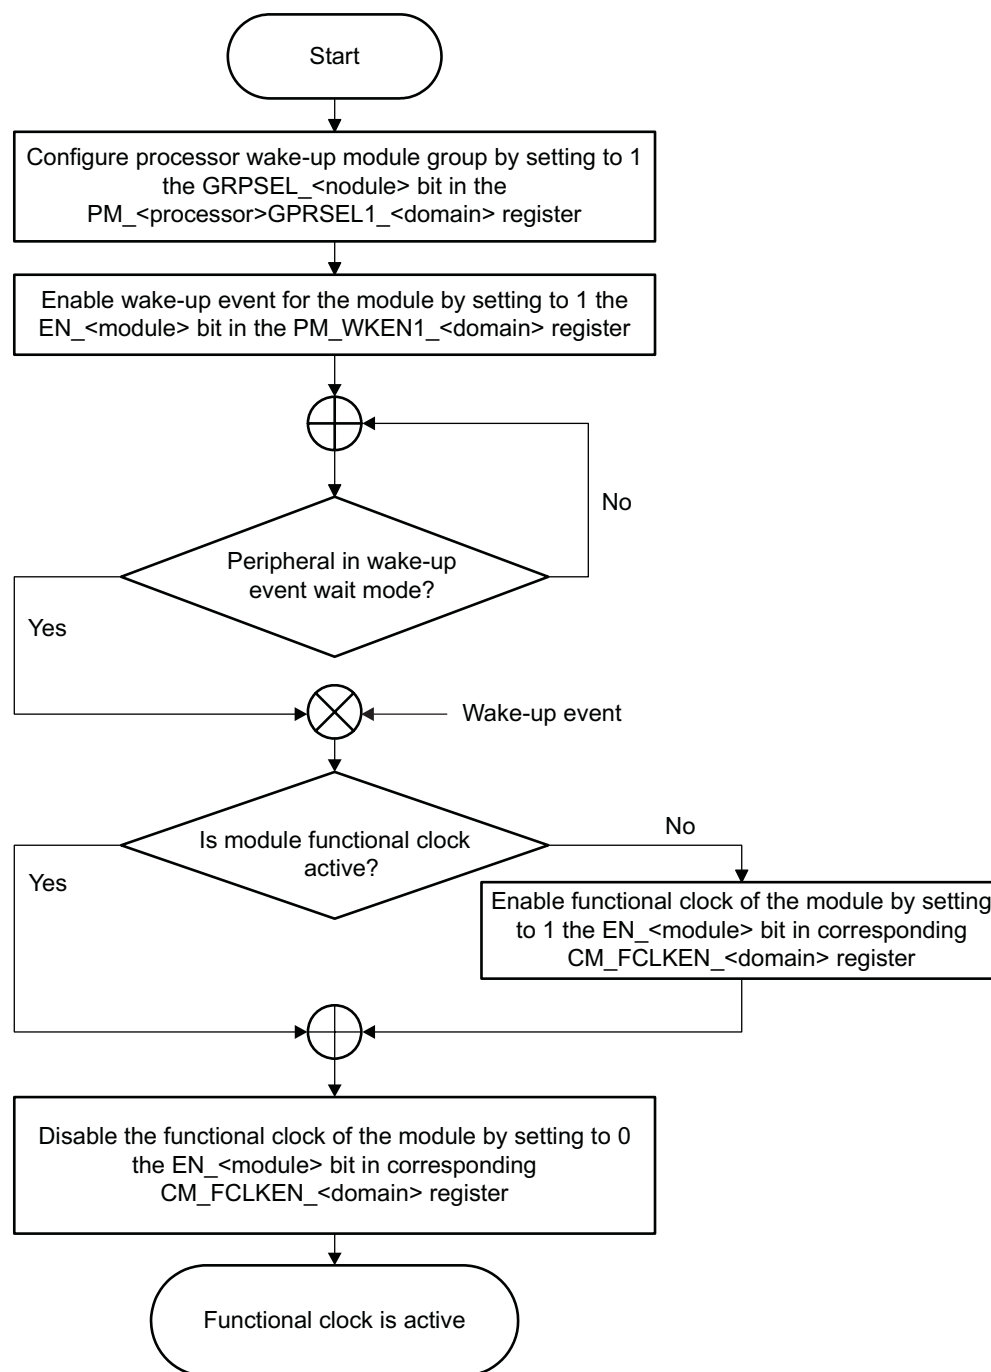 Start
Configure processor wake-up module group by setting to 1
the GRPSEL_<nodule> bit in the
PM_<processor>GPRSEL1_<domain> register
Enable wake-up event for the module by setting to 1 the
EN_<module> bit in the PM_WKEN1_<domain> register
No
Peripheral in wake-up
event wait mode?
Yes
Wake-up event
Is module functional clock
active?
No
Yes
Enable functional clock of the module by setting
to 1 the EN_<module> bit in corresponding
CM_FCLKEN_<domain> register
Disable the functional clock of the module by setting to 0
the EN_<module> bit in corresponding
CM_FCLKEN_<domain> register
Functional clock is active